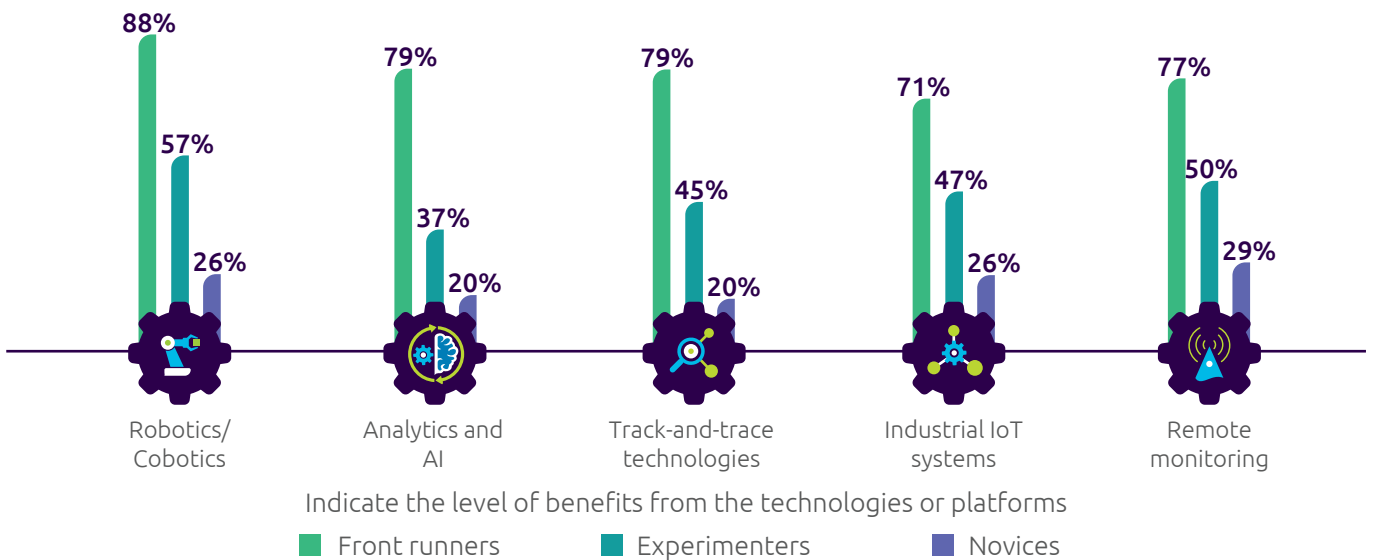 88%
57%
26%
79%
37%
20%
79%
45%
20%
71%
47%
26%
77%
50%
29%
Robotics/
Cobotics
Analytics and
AI
Track-and-trace
technologies
Industrial IoT
systems
Remote
monitoring
Indicate the level of benefits from the technologies or platforms
Front runners
Experimenters
Novices